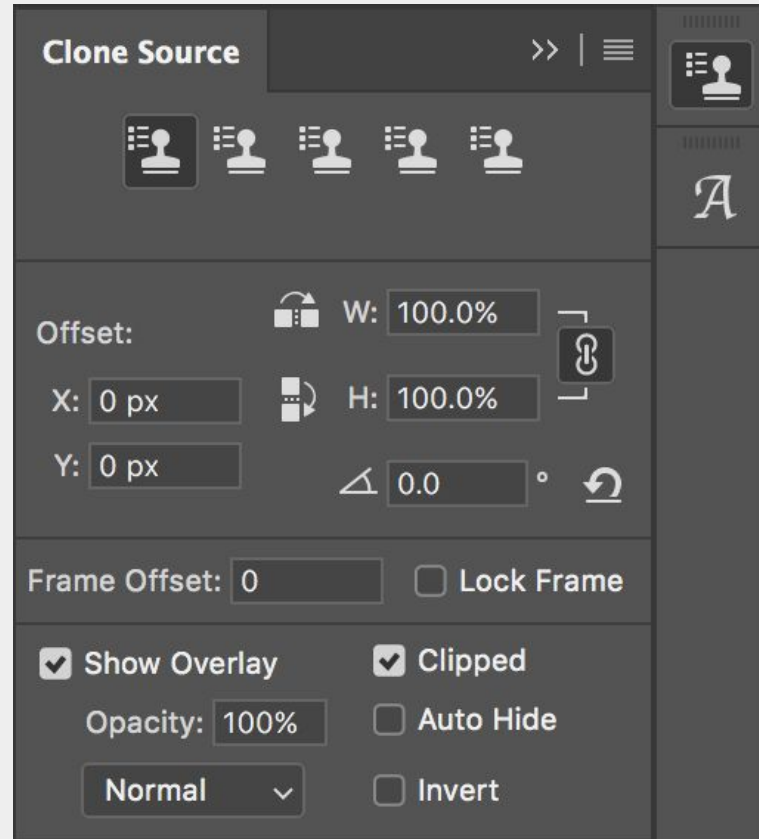 Clone Source
Offset:
W: 100.0%
X: 0 px
H: 100.0%
Y: 0 px
0.0 °
Frame Offset: 0
Lock Frame
Show Overlay
Clipped
Opacity: 100%
Auto Hide
Normal
Invert
A